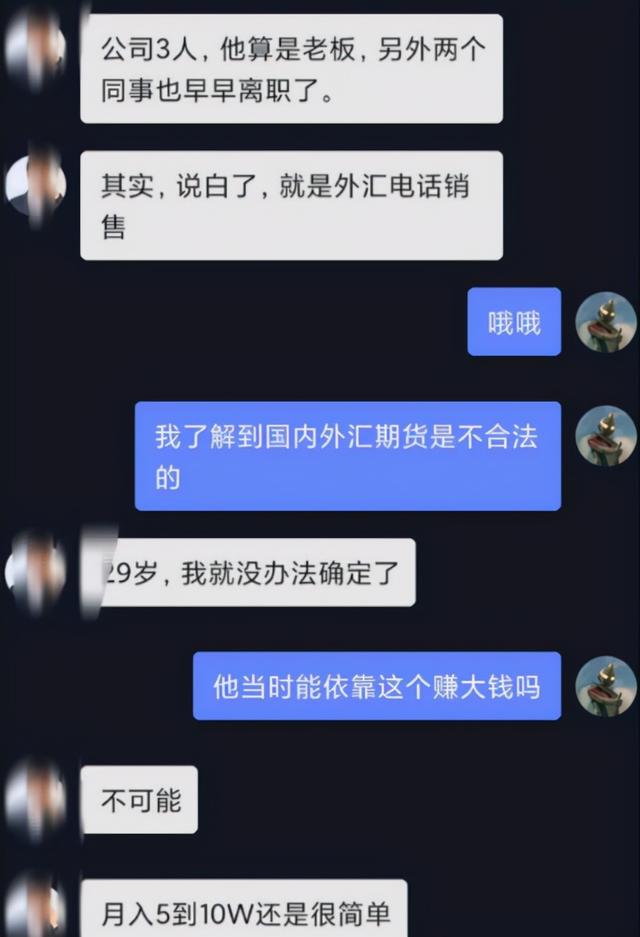 公司3人，他算是老板，另外两个
同事也早早离职了。
其实，说白了，就是外汇电话销
售
哦哦
我了解到国内外汇期货是不合法
的
29岁，我就没办法确定了
他当时能依靠这个赚大钱吗
不可能
月入5到10W还是很简单